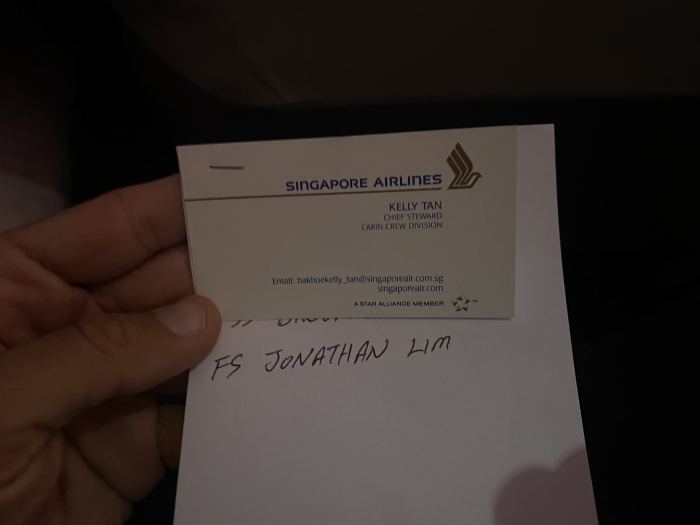 SINGAPORE AIRLINES
KELLY TAN
CHIEF STEWARD
CABIN CREW DIVISION
Email: bakhoekelly_tan@singaporeair.com.sg
singaporeair.com
A STAR ALLIANCE MEMBER
FS JONATHAN LIM